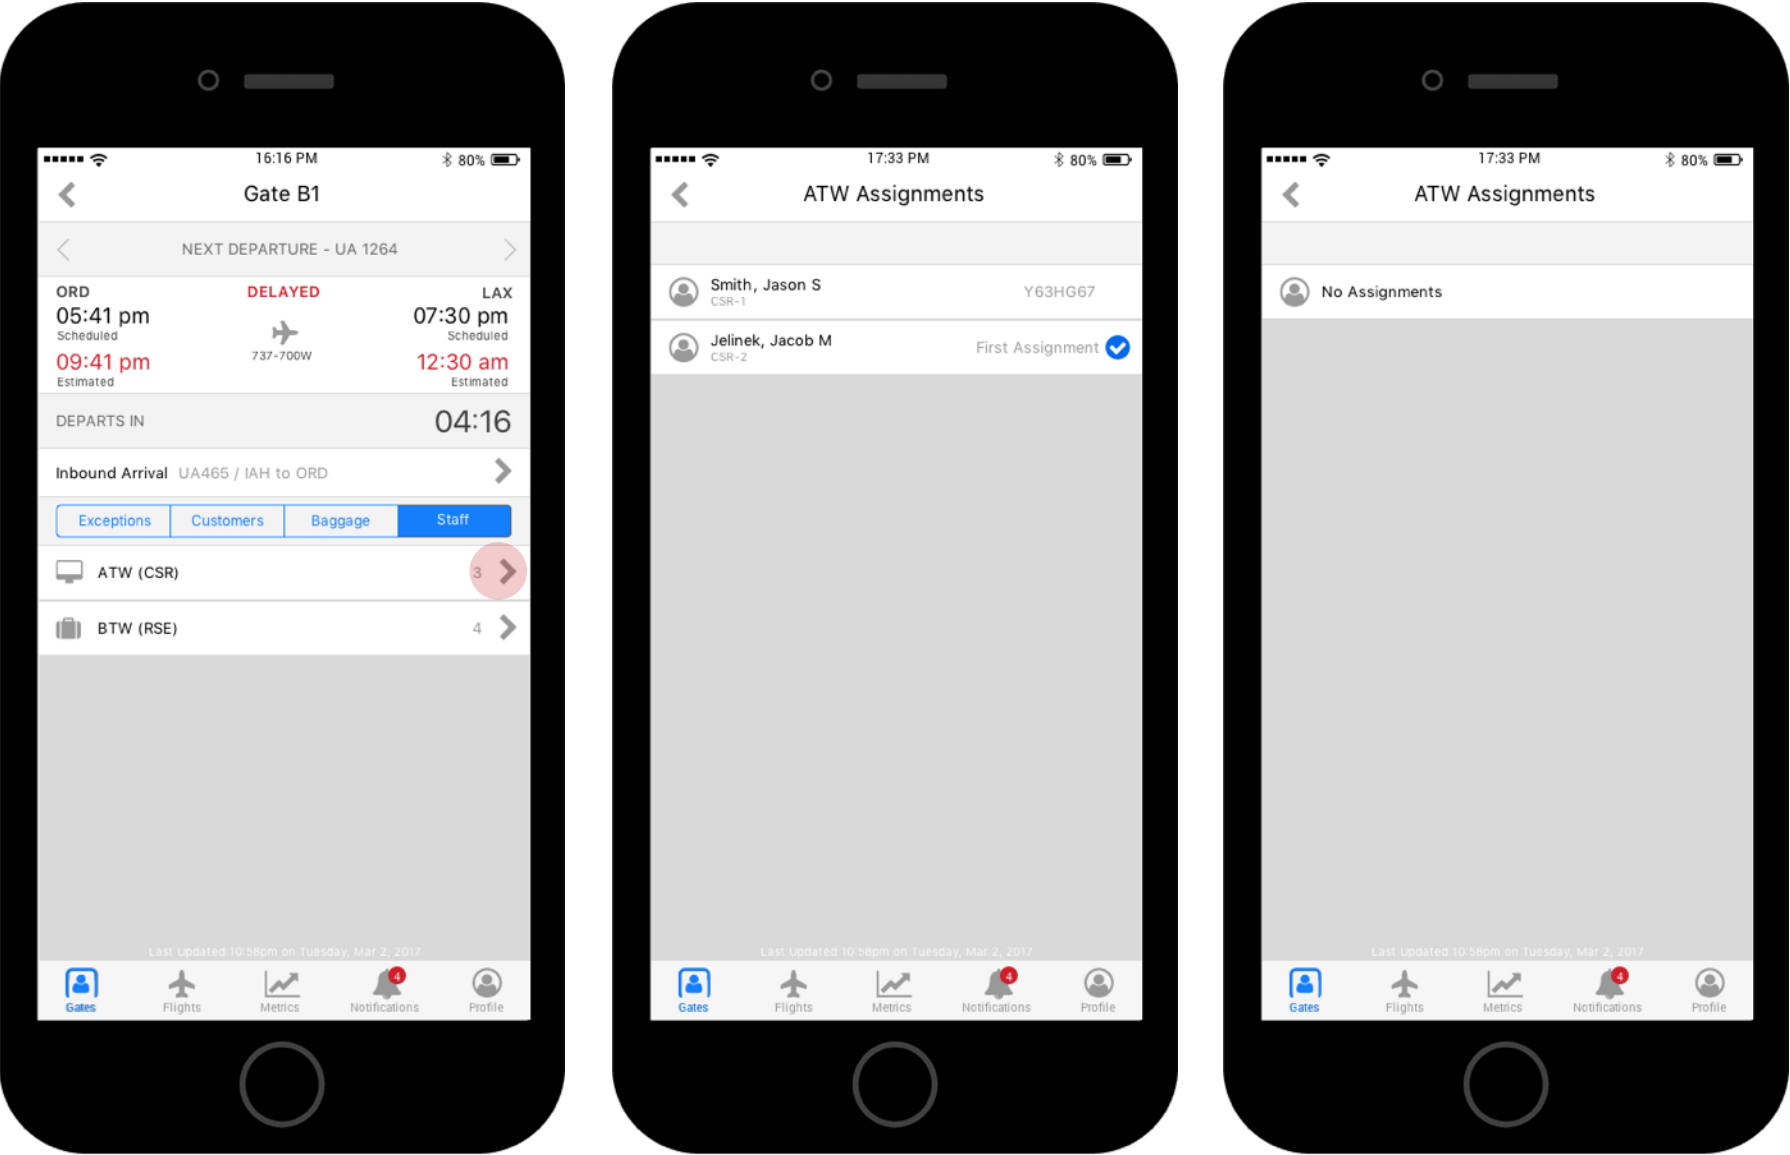 16:16 PM
80%
Gate B1
NEXT DEPARTURE - UA 1264
ORD
DELAYED
LAX
05:41 pm
07:30 pm
Scheduled
Scheduled
737-700W
09:41 pm
12:30 am
Estimated
Estimated
DEPARTS IN
04:16
Inbound Arrival UA465 / IAH to ORD
Exceptions
Customers
Baggage
Staff
ATW (CSR)
3
BTW (RSE)
4
Last Updated 10:58pm on Tuesday, Mar 2, 2017
4
Gates
Flights
Metrics
Notifications
Profile
17:33 PM
80%
ATW Assignments
Smith, Jason S
CSR-1
Y63HG67
Jelinek, Jacob M
CSR-2
First Assignment
Last Updated 10:58pm on Tuesday, Mar 2, 2017
4
Gates
Flights
Metrics
Notifications
Profile
17:33 PM
80%
ATW Assignments
No Assignments
Last Updated 10:58pm on Tuesday, Mar 2, 2017
4
Gates
Flights
Metrics
Notifications
Profile